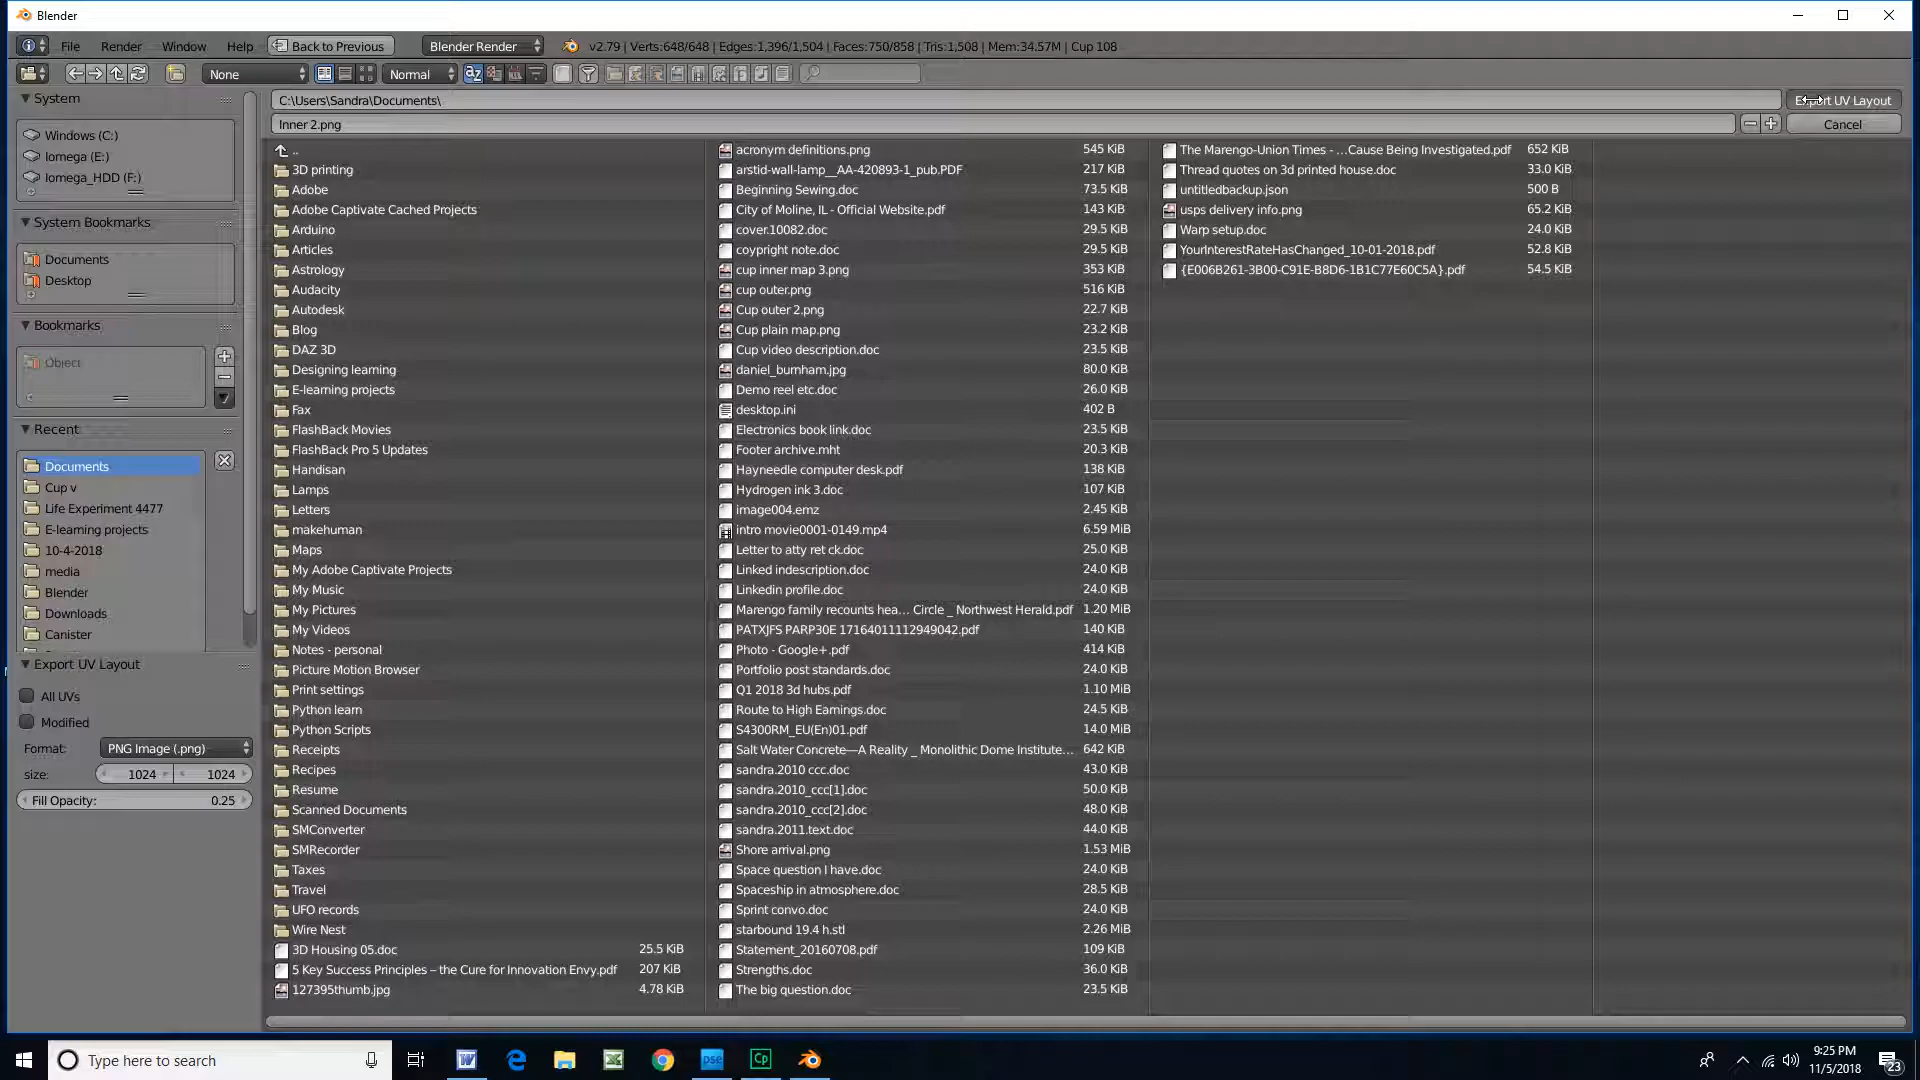 Blender
File Render Window Help Back to Previous Blender Render v2.79 | Verts:648/648 | Edges:1,396/1,504 | Faces:750/858 | Tris:1,508 | Mem:34.57M | Cup 108
None Normal
System
Windows (C:)
Iomega (E:)
Iomega_HDD (F:)
System Bookmarks
Documents
Desktop
Bookmarks
Object
Recent
Documents
Cup v
Life Experiment 4477
E-learning projects
10-4-2018
media
Blender
Downloads
Canister
Export UV Layout
All UVs
Modified
Format: PNG Image (.png)
size: 1024 1024
Fill Opacity: 0.25
C:\Users\Sandra\Documents\
Export UV Layout
Inner 2.png
Cancel
..
3D printing
Adobe
Adobe Captivate Cached Projects
Arduino
Articles
Astrology
Audacity
Autodesk
Blog
DAZ 3D
Designing learning
E-learning projects
Fax
FlashBack Movies
FlashBack Pro 5 Updates
Handisan
Lamps
Letters
makehuman
Maps
My Adobe Captivate Projects
My Music
My Pictures
My Videos
Notes - personal
Picture Motion Browser
Print settings
Python learn
Python Scripts
Receipts
Recipes
Resume
Scanned Documents
SMConverter
SMRecorder
Taxes
Travel
UFO records
Wire Nest
3D Housing 05.doc 25.5 KiB
5 Key Success Principles – the Cure for Innovation Envy.pdf 207 KiB
127395thumb.jpg 4.78 KiB
acronym definitions.png 545 KiB
arstid-wall-lamp__AA-420893-1_pub.PDF 217 KiB
Beginning Sewing.doc 73.5 KiB
City of Moline, IL - Official Website.pdf 143 KiB
cover.10082.doc 29.5 KiB
coypright note.doc 29.5 KiB
cup inner map 3.png 353 KiB
cup outer.png 516 KiB
Cup outer 2.png 22.7 KiB
Cup plain map.png 23.2 KiB
Cup video description.doc 23.5 KiB
daniel_burnham.jpg 80.0 KiB
Demo reel etc.doc 26.0 KiB
desktop.ini 402 B
Electronics book link.doc 23.5 KiB
Footer archive.mht 20.3 KiB
Hayneedle computer desk.pdf 138 KiB
Hydrogen ink 3.doc 107 KiB
image004.emz 2.45 KiB
intro movie0001-0149.mp4 6.59 MiB
Letter to atty ret ck.doc 25.0 KiB
Linked indescription.doc 24.0 KiB
Linkedin profile.doc 24.0 KiB
Marengo family recounts hea... Circle _ Northwest Herald.pdf 1.20 MiB
PATXJFS PARP30E 17164011112949042.pdf 140 KiB
Photo - Google+.pdf 414 KiB
Portfolio post standards.doc 24.0 KiB
Q1 2018 3d hubs.pdf 1.10 MiB
Route to High Earnings.doc 24.5 KiB
S4300RM_EU(En)01.pdf 14.0 MiB
Salt Water Concrete—A Reality _ Monolithic Dome Institute... 642 KiB
sandra.2010 ccc.doc 43.0 KiB
sandra.2010_ccc[1].doc 50.0 KiB
sandra.2010_ccc[2].doc 48.0 KiB
sandra.2011.text.doc 44.0 KiB
Shore arrival.png 1.53 MiB
Space question I have.doc 24.0 KiB
Spaceship in atmosphere.doc 28.5 KiB
Sprint convo.doc 24.0 KiB
starbound 19.4 h.stl 2.26 MiB
Statement_20160708.pdf 109 KiB
Strengths.doc 36.0 KiB
The big question.doc 23.5 KiB
The Marengo-Union Times - ...Cause Being Investigated.pdf 652 KiB
Thread quotes on 3d printed house.doc 33.0 KiB
untitledbackup.json 500 B
usps delivery info.png 65.2 KiB
Warp setup.doc 24.0 KiB
YourInterestRateHasChanged_10-01-2018.pdf 52.8 KiB
{E006B261-3B00-C91E-B8D6-1B1C77E60C5A}.pdf 54.5 KiB
Type here to search
pse
Cp
9:25 PM
11/5/2018
23